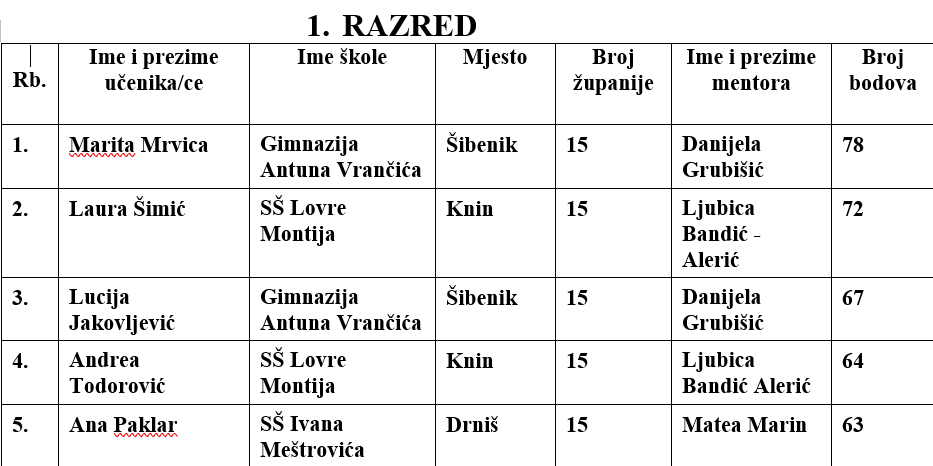 1. RAZRED
Rb. Ime i prezime učenika/ce Ime škole Mjesto Broj županije Ime i prezime mentora Broj bodova
1. Marita Mrvica Gimnazija Antuna Vrančića Šibenik 15 Danijela Grubišić 78
2. Laura Šimić SŠ Lovre Montija Knin 15 Ljubica Bandić - Alerić 72
3. Lucija Jakovljević Gimnazija Antuna Vrančića Šibenik 15 Danijela Grubišić 67
4. Andrea Todorović SŠ Lovre Montija Knin 15 Ljubica Bandić Alerić 64
5. Ana Paklar SŠ Ivana Meštrovića Drniš 15 Matea Marin 63